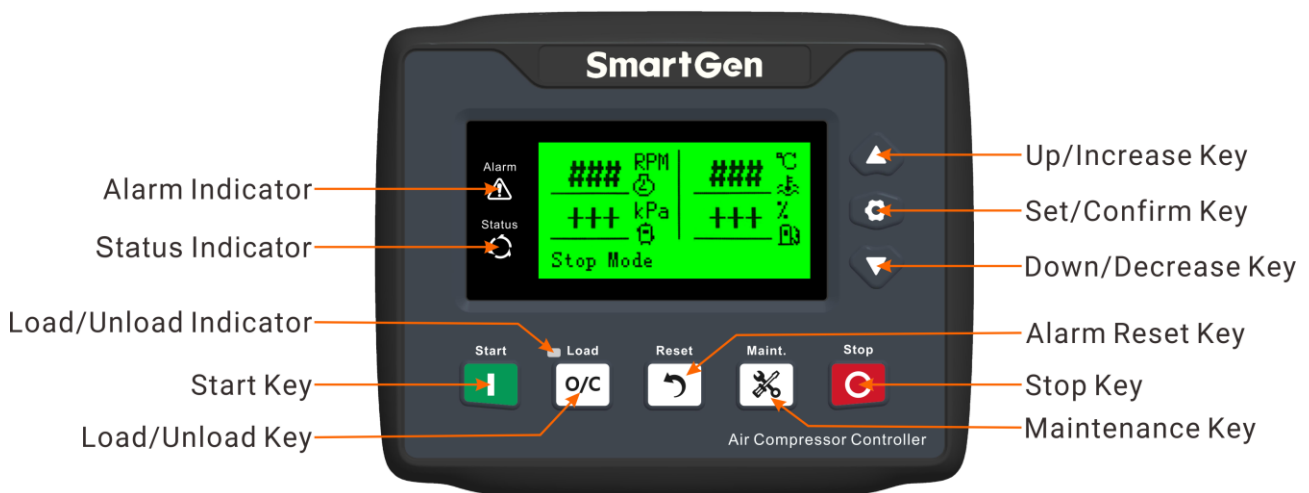 SmartGen
Alarm
Status
### RPM ### ℃
+++ kPa +++ %
Stop Mode
Alarm Indicator
Status Indicator
Load/Unload Indicator
Start Key
Load/Unload Key
Up/Increase Key
Set/Confirm Key
Down/Decrease Key
Alarm Reset Key
Stop Key
Maintenance Key
Start
Load
Reset
Maint.
Stop
O/C
Air Compressor Controller